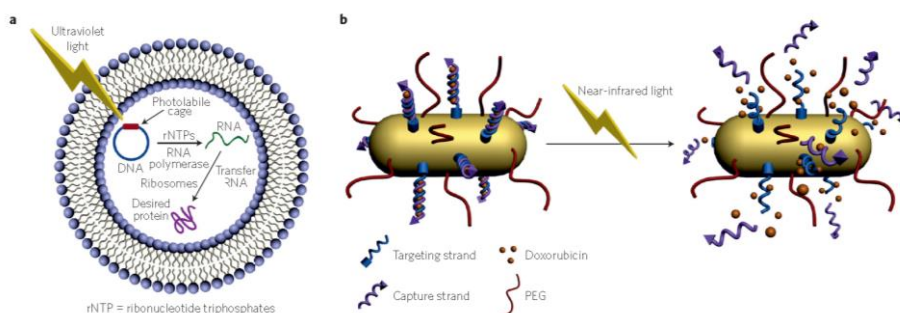 a
Ultraviolet
light
Photolabile
cage
rNTPs
RNA
DNA
RNA
polymerase
Ribosomes
Transfer
RNA
Desired
protein
rNTP = ribonucleotide triphosphates
b
Near-infrared light
Targeting strand
Doxorubicin
Capture strand
PEG